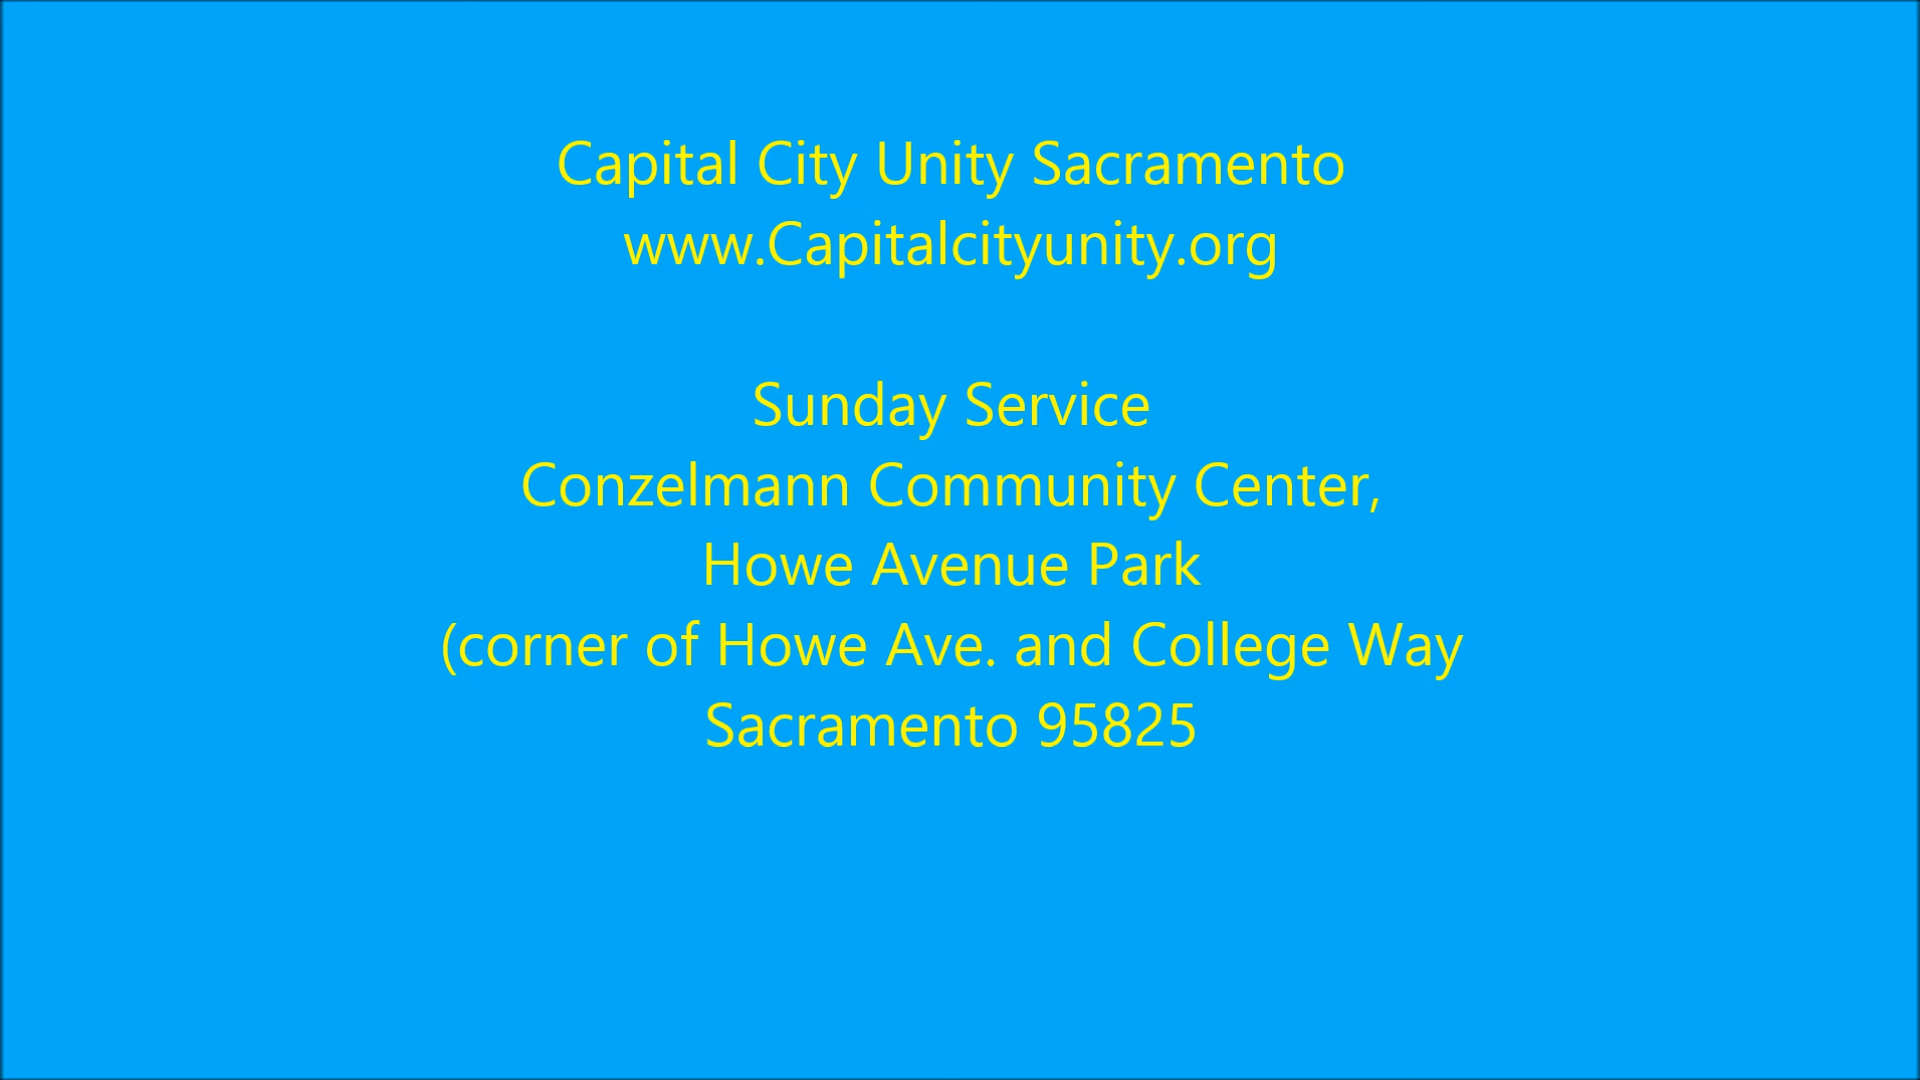 Capital City Unity Sacramento
www.Capitalcityunity.org
Sunday Service
Conzelmann Community Center,
Howe Avenue Park
(corner of Howe Ave. and College Way
Sacramento 95825